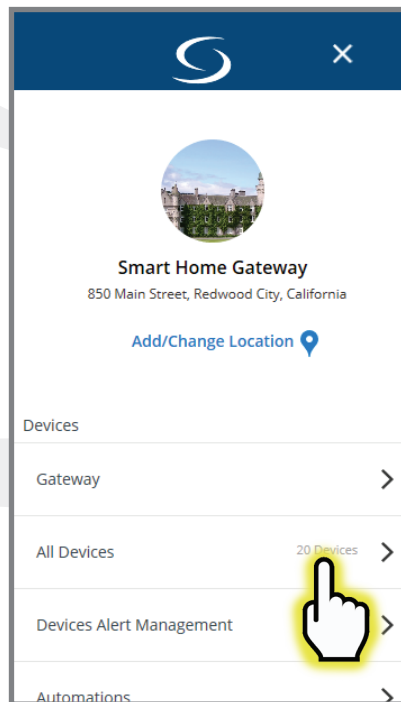 Smart Home Gateway
850 Main Street, Redwood City, California
Add/Change Location
Devices
Gateway
All Devices 20 Devices
Devices Alert Management
Automations